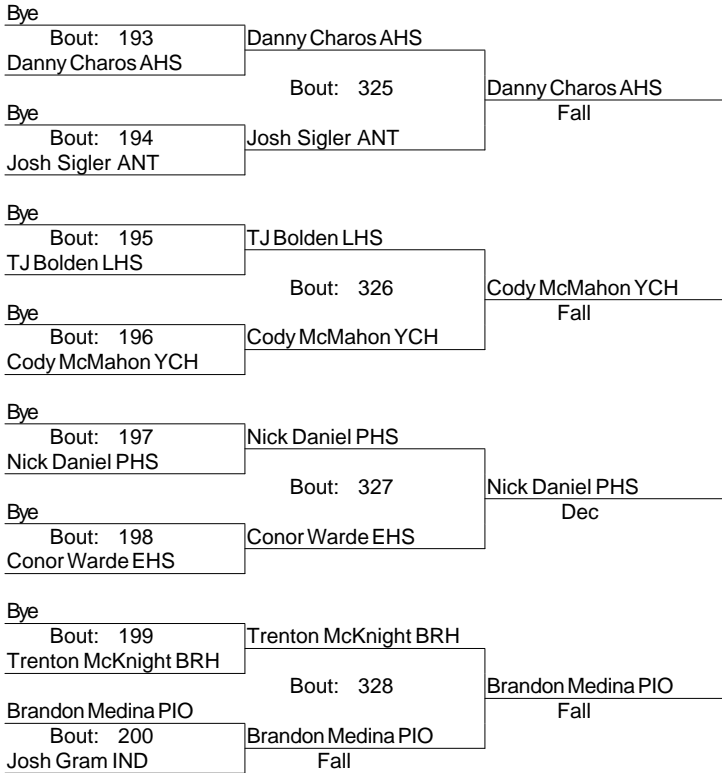 Bye
Bout: 193 Danny Charos AHS
Danny Charos AHS
Bout: 325 Danny Charos AHS
Bye Fall
Bout: 194 Josh Sigler ANT
Josh Sigler ANT
Bye
Bout: 195 TJ Bolden LHS
TJ Bolden LHS
Bout: 326 Cody McMahon YCH
Bye Fall
Bout: 196 Cody McMahon YCH
Cody McMahon YCH
Bye
Bout: 197 Nick Daniel PHS
Nick Daniel PHS
Bout: 327 Nick Daniel PHS
Bye Dec
Bout: 198 Conor Warde EHS
Conor Warde EHS
Bye
Bout: 199 Trenton McKnight BRH
Trenton McKnight BRH
Bout: 328 Brandon Medina PIO
Brandon Medina PIO Fall
Bout: 200 Brandon Medina PIO
Josh Gram IND Fall